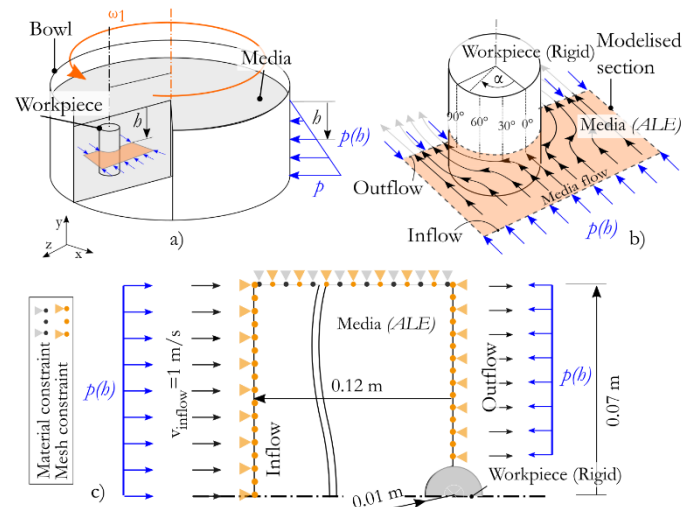 Bowl
ω1
Media
Workpiece
h
h
p(h)
p
y
z
x
a)
Workpiece (Rigid)
Modelised
section
α
90°
60°
30°
0°
Media (ALE)
Outflow
Media flow
Inflow
p(h)
b)
Material constraint
Mesh constraint
p(h)
v_inflow=1 m/s
Inflow
Media (ALE)
0.12 m
Outflow
p(h)
0.07 m
Workpiece (Rigid)
0.01 m
c)